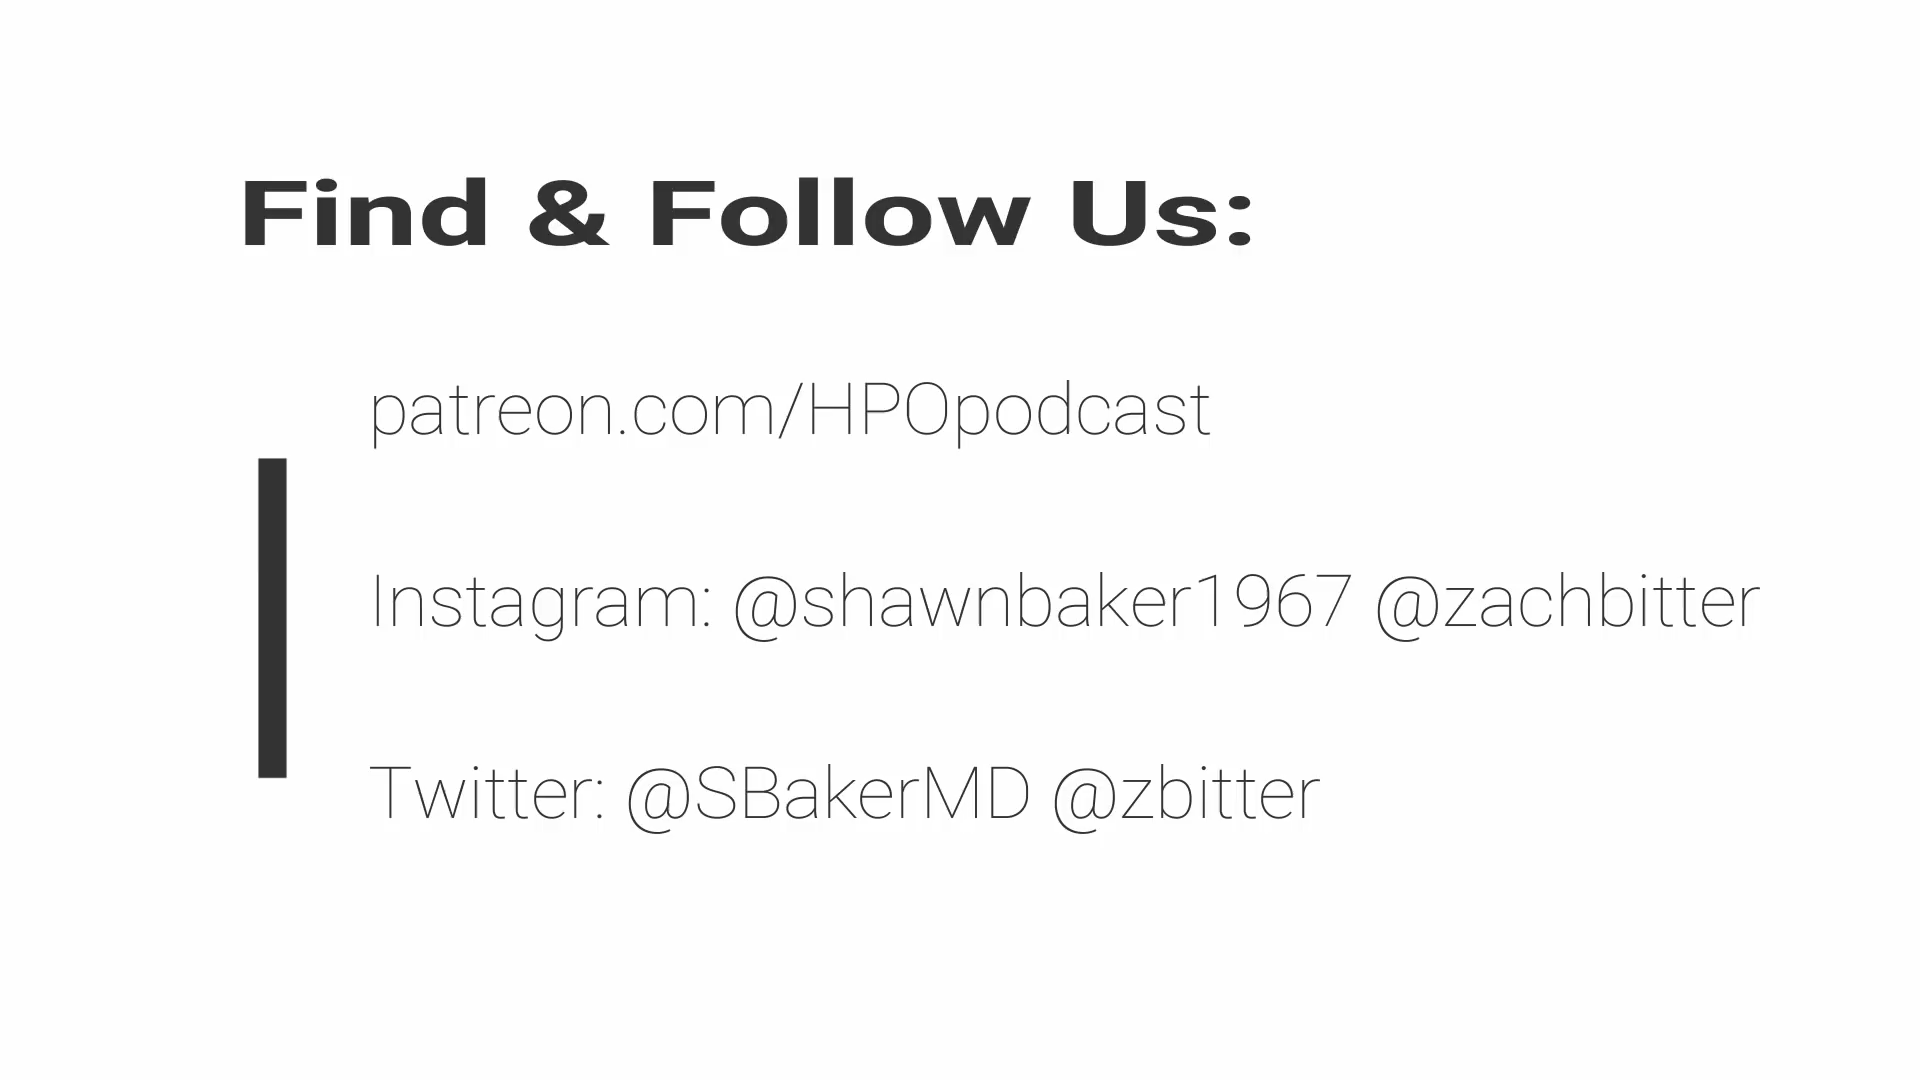 Find & Follow Us:
patreon.com/HPOpodcast
Instagram: @shawnbaker1967 @zachbitter
Twitter: @SBakerMD @zbitter